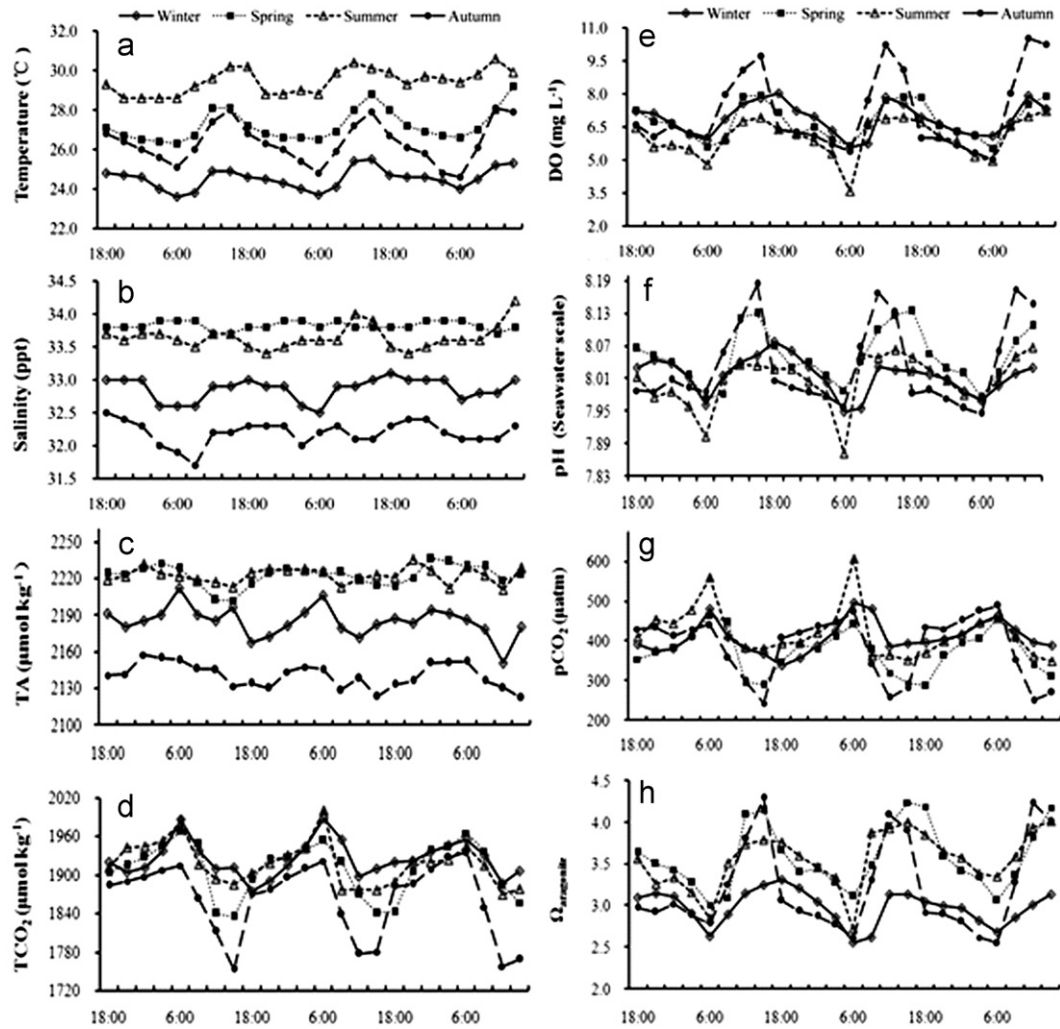 Winter Spring Summer Autumn
Winter Spring Summer Autumn
a
Temperature (℃)
32.0
30.0
28.0
26.0
24.0
22.0
18:00 6:00 18:00 6:00 18:00 6:00
e
DO (mg L-1)
11.0
9.5
8.0
6.5
5.0
3.5
2.0
18:00 6:00 18:00 6:00 18:00 6:00
b
Salinity (ppt)
34.5
34.0
33.5
33.0
32.5
32.0
31.5
18:00 6:00 18:00 6:00 18:00 6:00
f
pH (Seawater scale)
8.19
8.13
8.07
8.01
7.95
7.89
7.83
18:00 6:00 18:00 6:00 18:00 6:00
c
TA (μmol kg-1)
2250
2220
2190
2160
2130
2100
18:00 6:00 18:00 6:00 18:00 6:00
g
pCO2 (μatm)
600
500
400
300
200
18:00 6:00 18:00 6:00 18:00 6:00
d
TCO2 (μmol kg-1)
2020
1960
1900
1840
1780
1720
18:00 6:00 18:00 6:00 18:00 6:00
h
Ωaragonite
4.5
4.0
3.5
3.0
2.5
2.0
18:00 6:00 18:00 6:00 18:00 6:00